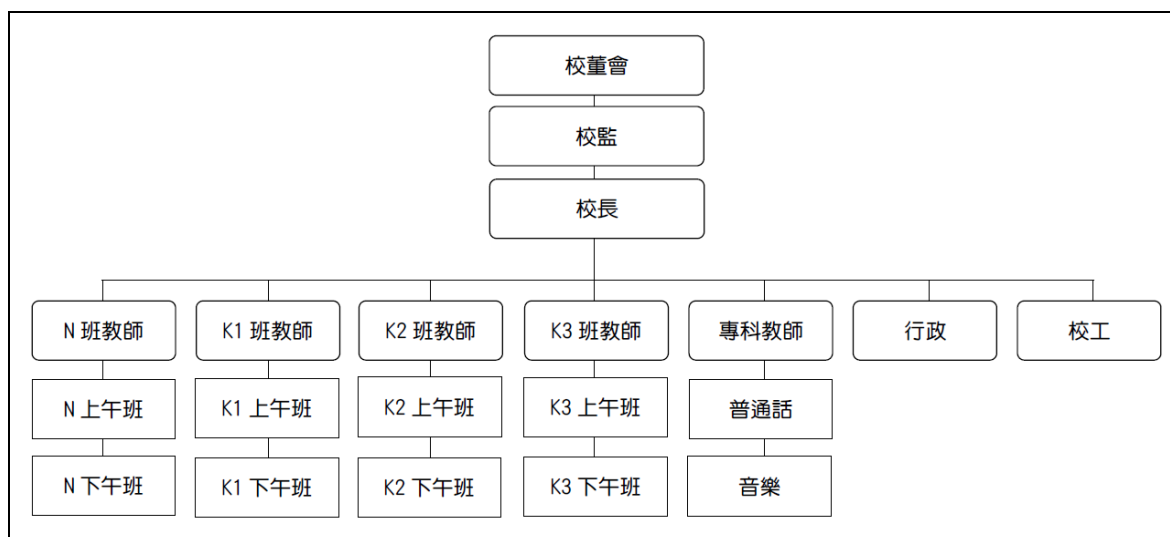 校董會
校監
校長
N 班教師
K1 班教師
K2 班教師
K3 班教師
專科教師
行政
校工
N 上午班
K1 上午班
K2 上午班
K3 上午班
普通話
N 下午班
K1 下午班
K2 下午班
K3 下午班
音樂